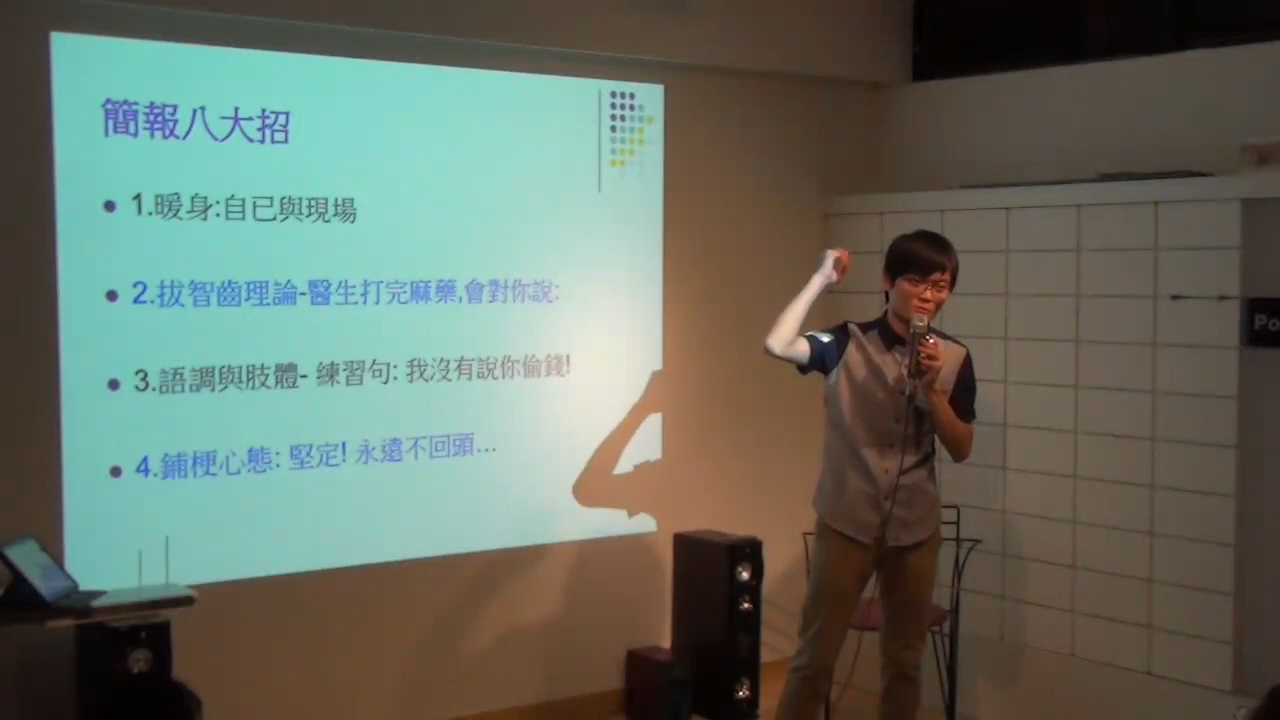 簡報八大招
1.暖身:自已與現場
2.拔智齒理論-醫生打完麻藥,會對你說:
3.語調與肢體- 練習句: 我沒有說你偷錢!
4.鋪梗心態: 堅定! 永遠不回頭...
Po